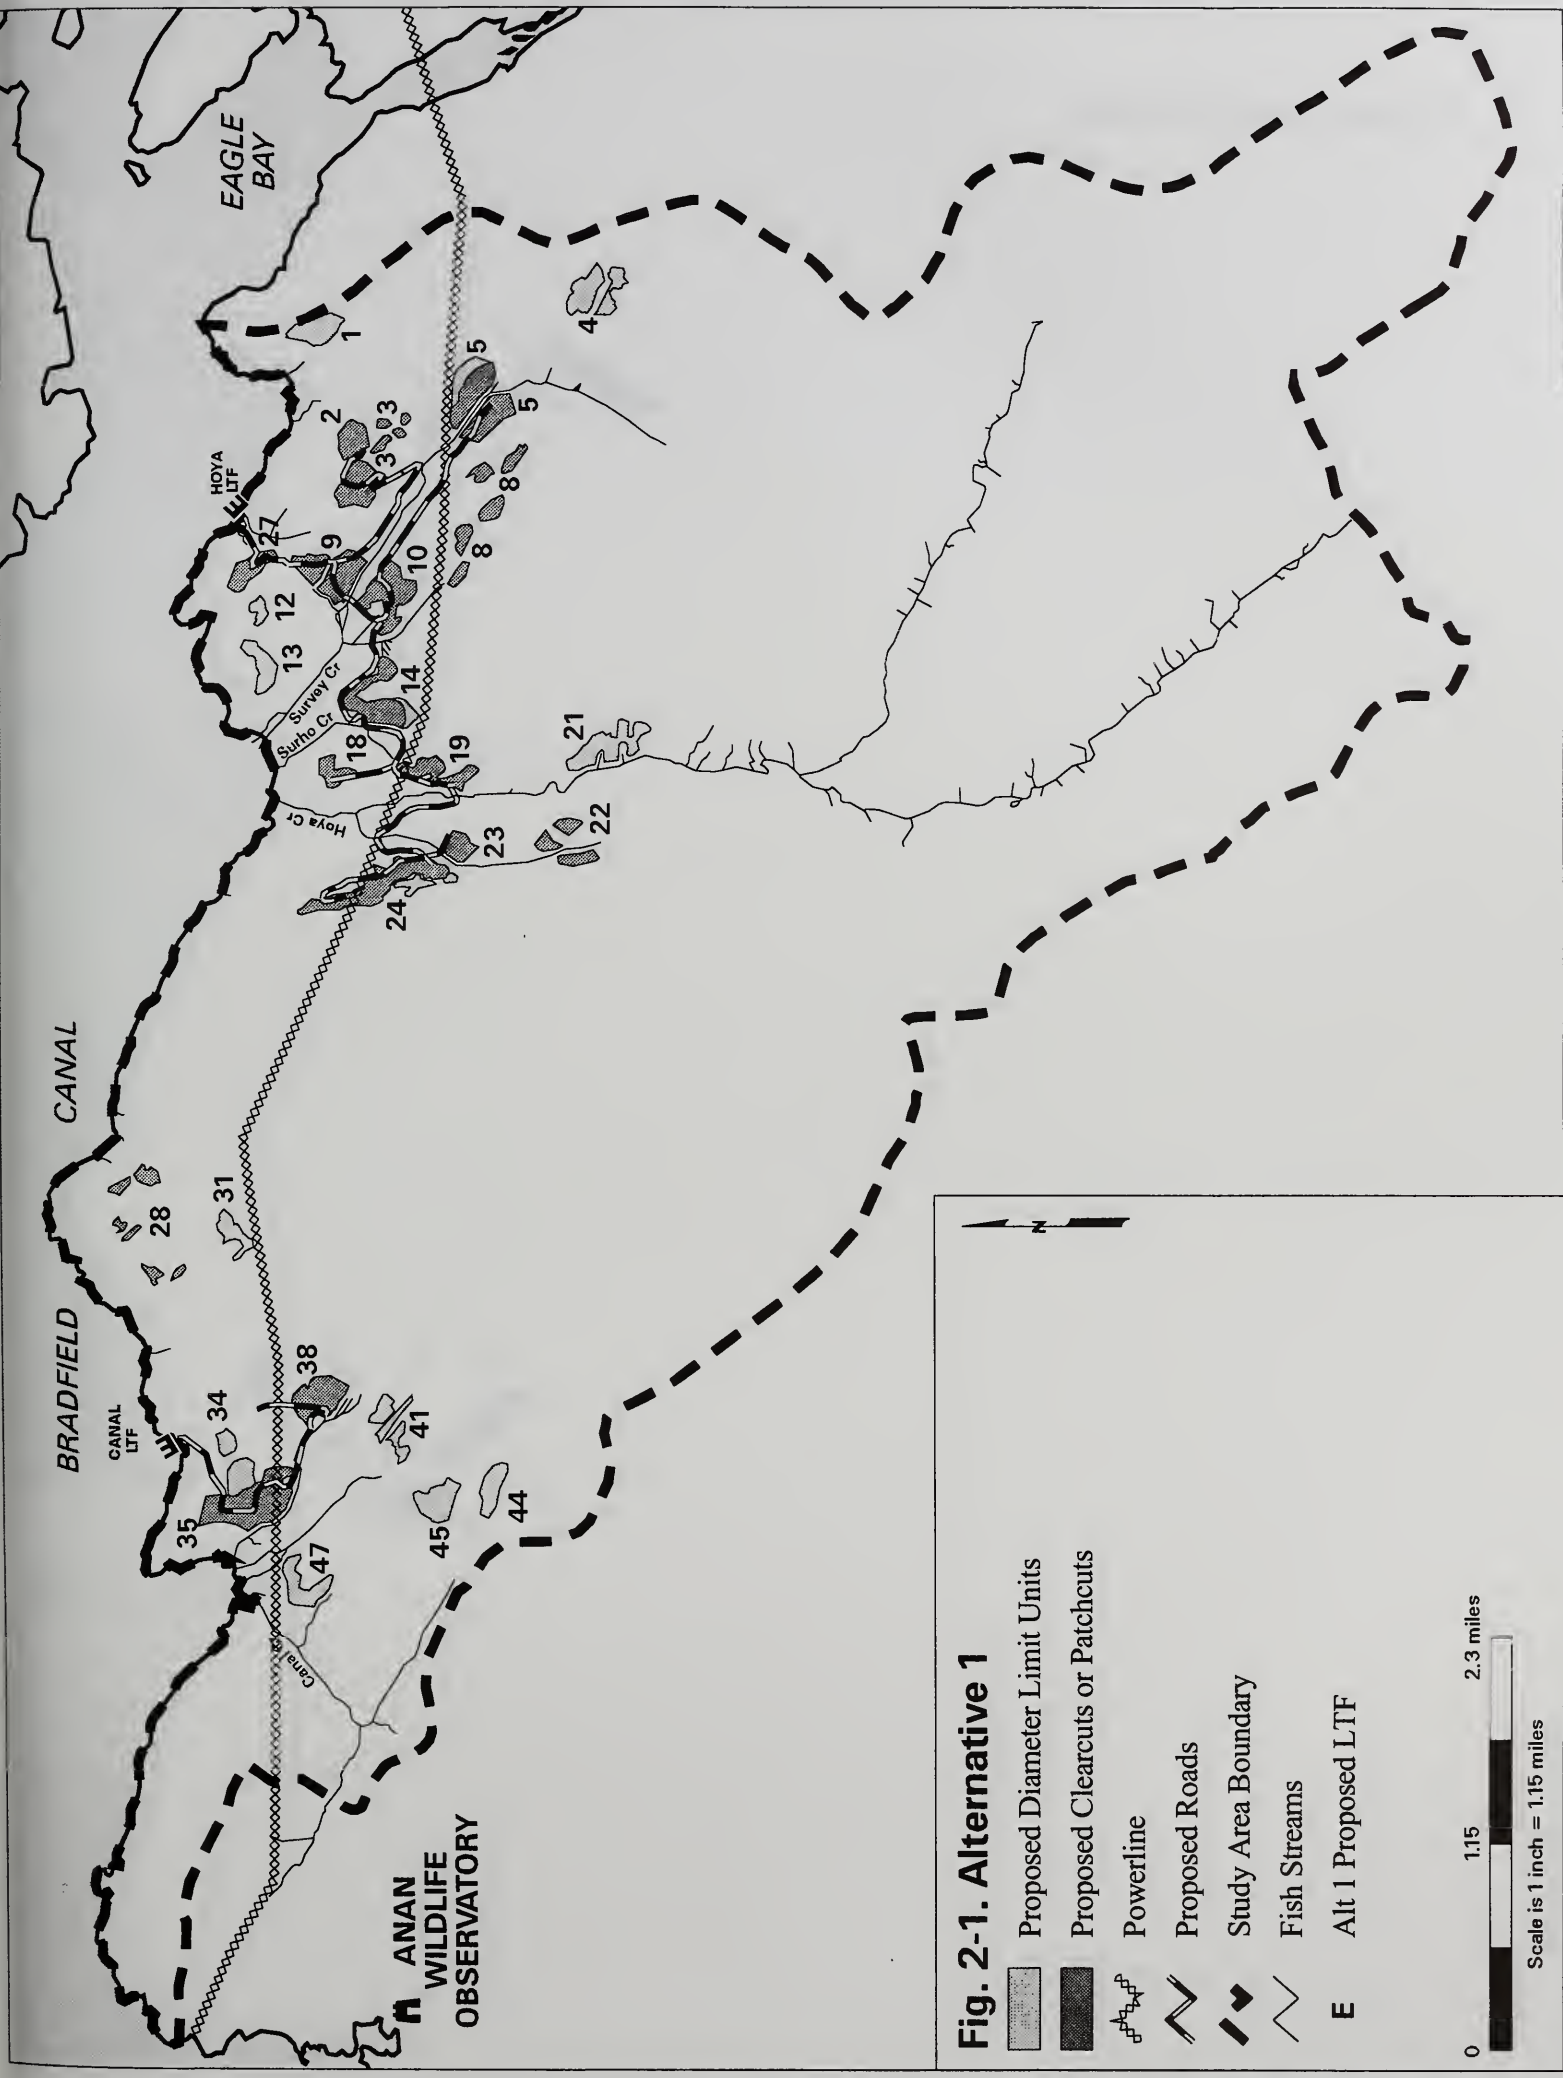 BRADFIELD
CANAL
EAGLE
BAY
CANAL
LTF
HOYA
LTF
ANAN
WILDLIFE
OBSERVATORY
Canal
Hoya Cr
Surho Cr
Survey Cr
47
35
34
38
45
44
41
28
31
24
23
22
21
18
19
14
13
12
27
9
10
8
8
2
3
3
5
5
1
4
N
Fig. 2-1. Alternative 1
Proposed Diameter Limit Units
Proposed Clearcuts or Patchcuts
Powerline
Proposed Roads
Study Area Boundary
Fish Streams
E Alt 1 Proposed LTF
0 1.15 2.3 miles
Scale is 1 inch = 1.15 miles